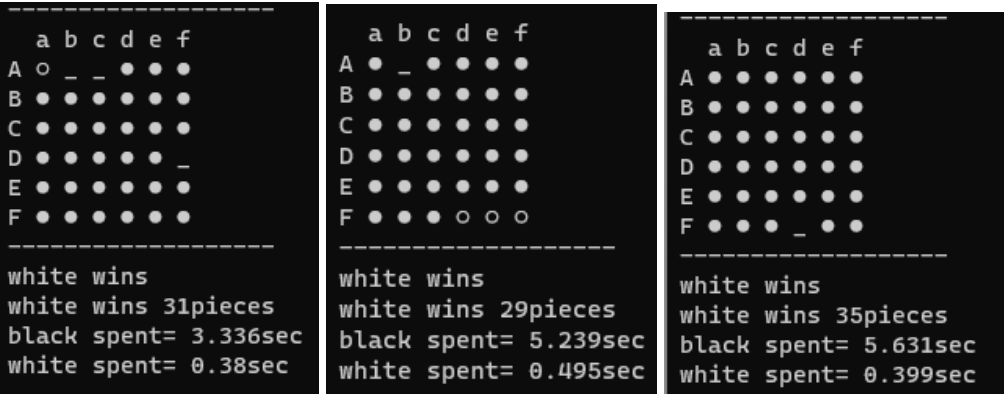 -------------------
  a b c d e f
A ○ _ _ ● ● ●
B ● ● ● ● ● ●
C ● ● ● ● ● ●
D ● ● ● ● ● _
E ● ● ● ● ● ●
F ● ● ● ● ● ●
-------------------
white wins
white wins 31pieces
black spent= 3.336sec
white spent= 0.38sec
  a b c d e f
A ● _ ● ● ● ●
B ● ● ● ● ● ●
C ● ● ● ● ● ●
D ● ● ● ● ● ●
E ● ● ● ● ● ●
F ● ● ● ○ ○ ○
-------------------
white wins
white wins 29pieces
black spent= 5.239sec
white spent= 0.495sec
-------------------
  a b c d e f
A ● ● ● ● ● ●
B ● ● ● ● ● ●
C ● ● ● ● ● ●
D ● ● ● ● ● ●
E ● ● ● ● ● ●
F ● ● ● _ ● ●
-------------------
white wins
white wins 35pieces
black spent= 5.631sec
white spent= 0.399sec